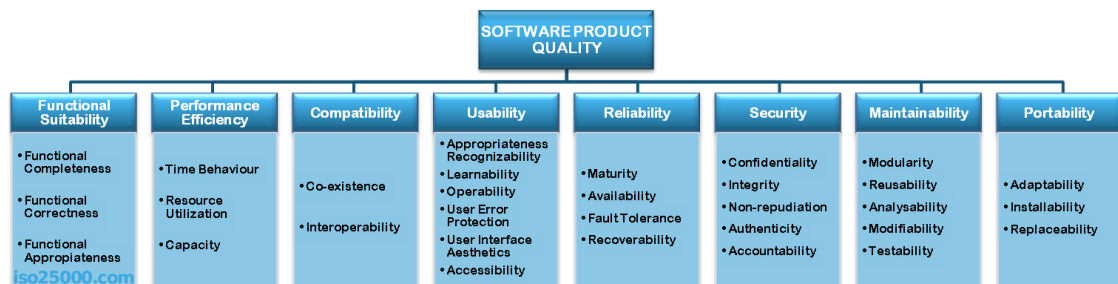 SOFTWARE PRODUCT
QUALITY
Functional
Suitability
• Functional
Completeness
• Functional
Correctness
• Functional
Appropiateness
Performance
Efficiency
• Time Behaviour
• Resource
Utilization
• Capacity
Compatibility
• Co-existence
• Interoperability
Usability
• Appropriateness
Recognizability
• Learnability
• Operability
• User Error
Protection
• User Interface
Aesthetics
• Accessibility
Reliability
• Maturity
• Availability
• Fault Tolerance
• Recoverability
Security
• Confidentiality
• Integrity
• Non-repudiation
• Authenticity
• Accountability
Maintainability
• Modularity
• Reusability
• Analysability
• Modifiability
• Testability
Portability
• Adaptability
• Installability
• Replaceability
iso25000.com